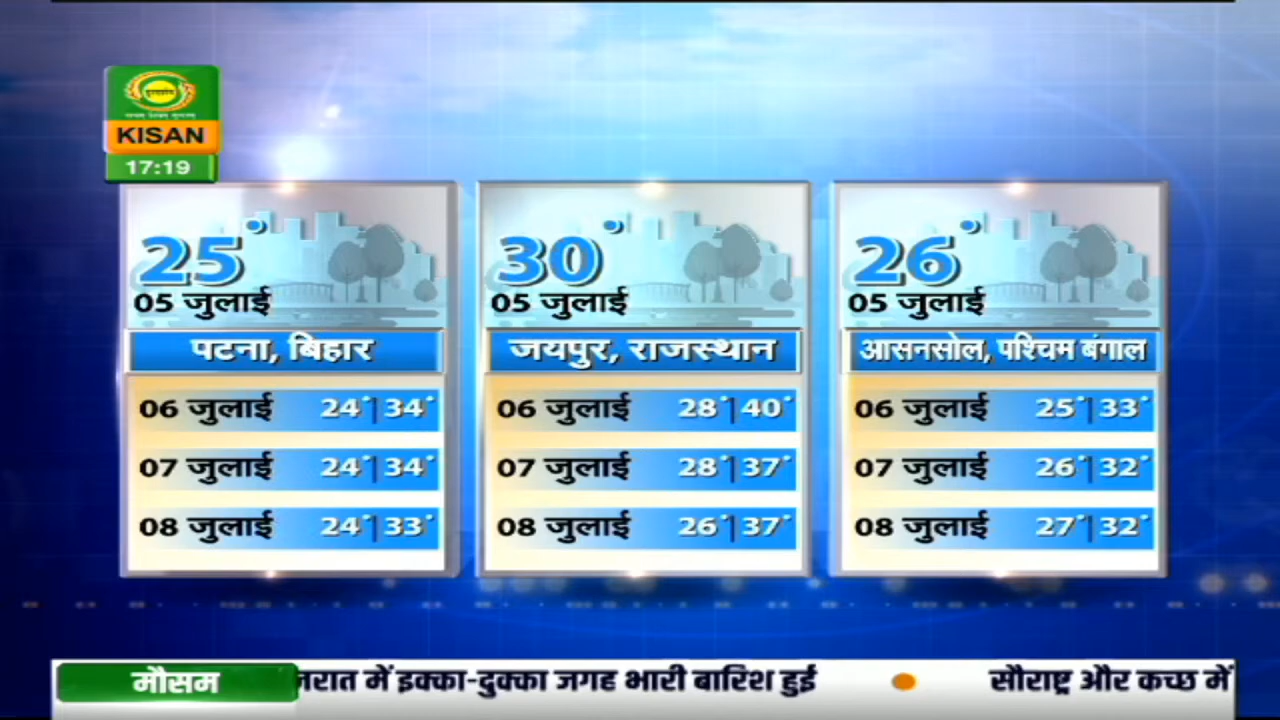 KISAN
17:19
25°
05 जुलाई
पटना, बिहार
06 जुलाई 24° | 34°
07 जुलाई 24° | 34°
08 जुलाई 24° | 33°
30°
05 जुलाई
जयपुर, राजस्थान
06 जुलाई 28° | 40°
07 जुलाई 28° | 37°
08 जुलाई 26° | 37°
26°
05 जुलाई
आसनसोल, पश्चिम बंगाल
06 जुलाई 25° | 33°
07 जुलाई 26° | 32°
08 जुलाई 27° | 32°
मौसम
में इक्का-दुक्का जगह भारी बारिश हुई
सौराष्ट्र और कच्छ में